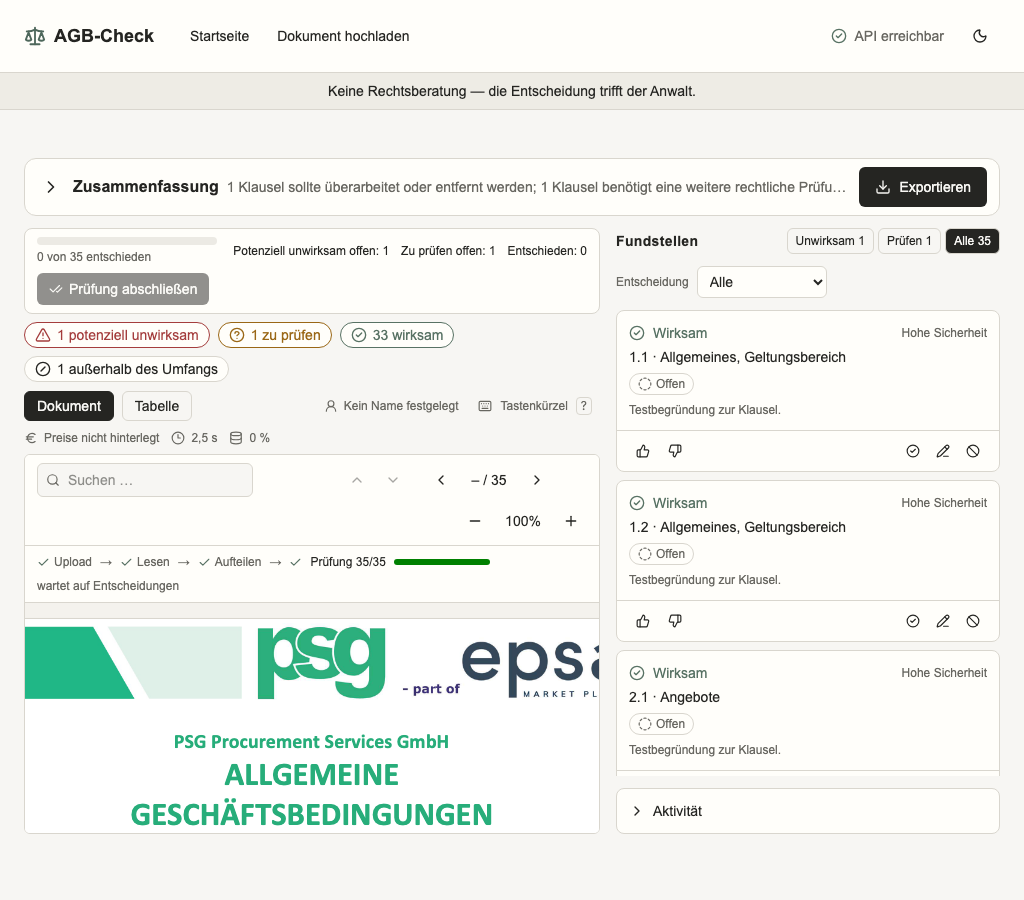 AGB-Check
Startseite
Dokument hochladen
API erreichbar
Keine Rechtsberatung — die Entscheidung trifft der Anwalt.
Zusammenfassung 1 Klausel sollte überarbeitet oder entfernt werden; 1 Klausel benötigt eine weitere rechtliche Prüfu…
Exportieren
0 von 35 entschieden
Potenziell unwirksam offen: 1 Zu prüfen offen: 1 Entschieden: 0
Prüfung abschließen
1 potenziell unwirksam
1 zu prüfen
33 wirksam
1 außerhalb des Umfangs
Dokument
Tabelle
Kein Name festgelegt
Tastenkürzel ?
€ Preise nicht hinterlegt
2,5 s
0 %
Suchen …
– / 35
100%
Upload → Lesen → Aufteilen → Prüfung 35/35
wartet auf Entscheidungen
psg
- part of
epsa
MARKET PL
PSG Procurement Services GmbH
ALLGEMEINE
GESCHÄFTSBEDINGUNGEN
Fundstellen
Unwirksam 1
Prüfen 1
Alle 35
Entscheidung
Alle
Wirksam
Hohe Sicherheit
1.1 · Allgemeines, Geltungsbereich
Offen
Testbegründung zur Klausel.
Wirksam
Hohe Sicherheit
1.2 · Allgemeines, Geltungsbereich
Offen
Testbegründung zur Klausel.
Wirksam
Hohe Sicherheit
2.1 · Angebote
Offen
Testbegründung zur Klausel.
Aktivität